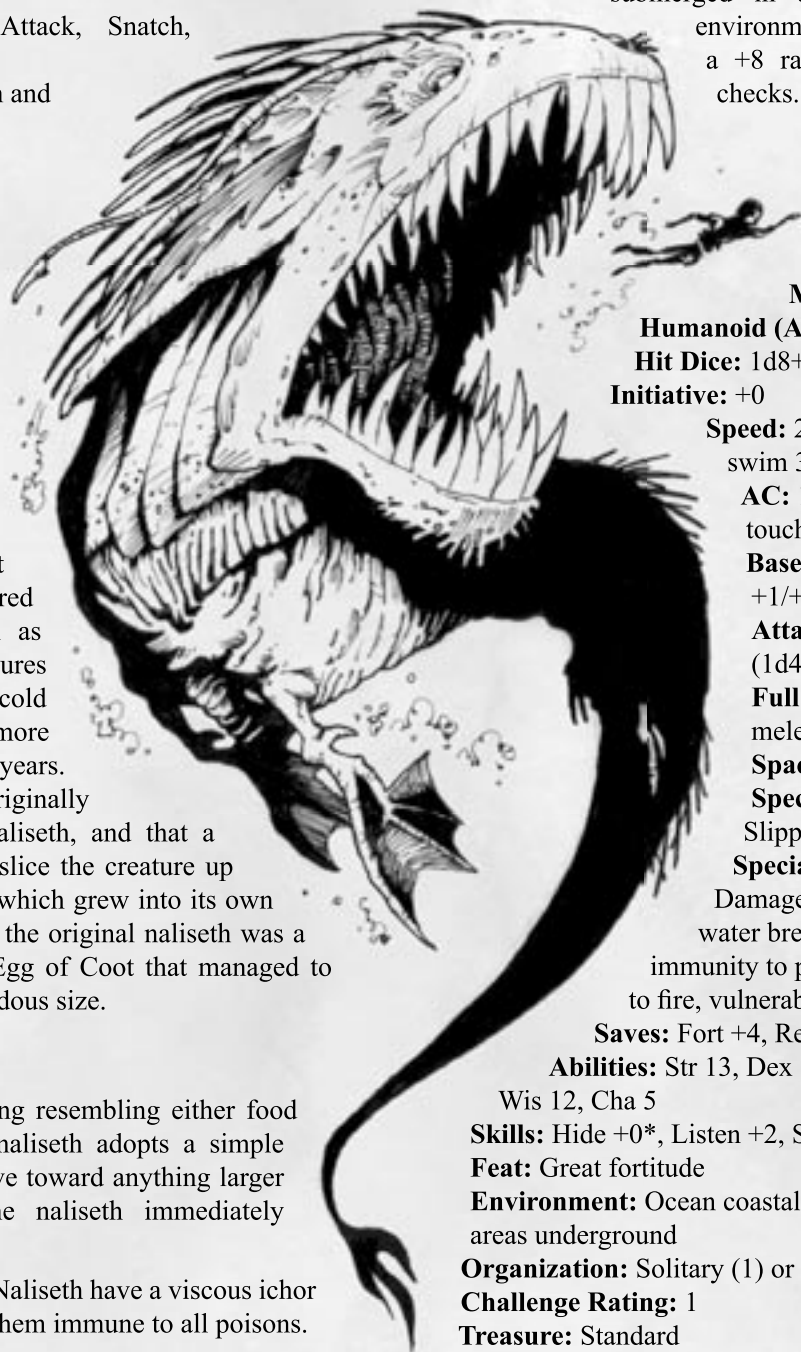 Attack, Snatch,
n and
t
red
as
ures
cold
more
years.
riginally
aliseth, and that a
slice the creature up
which grew into its own
the original naliseth was a
Egg of Coot that managed to
dous size.
ng resembling either food
naliseth adopts a simple
ve toward anything larger
ne naliseth immediately
Naliseth have a viscous ichor
hem immune to all poisons.
submerged in
environm
a +8 ra
checks.
M
Humanoid (A
Hit Dice: 1d8+
Initiative: +0
Speed: 2
swim 3
AC:
touch
Base
+1/+
Atta
(1d4
Full
mele
Spac
Spec
Slipp
Specia
Damage
water bre
immunity to p
to fire, vulnerab
Saves: Fort +4, Re
Abilities: Str 13, Dex
Wis 12, Cha 5
Skills: Hide +0*, Listen +2, S
Feat: Great fortitude
Environment: Ocean coastal
areas underground
Organization: Solitary (1) or
Challenge Rating: 1
Treasure: Standard